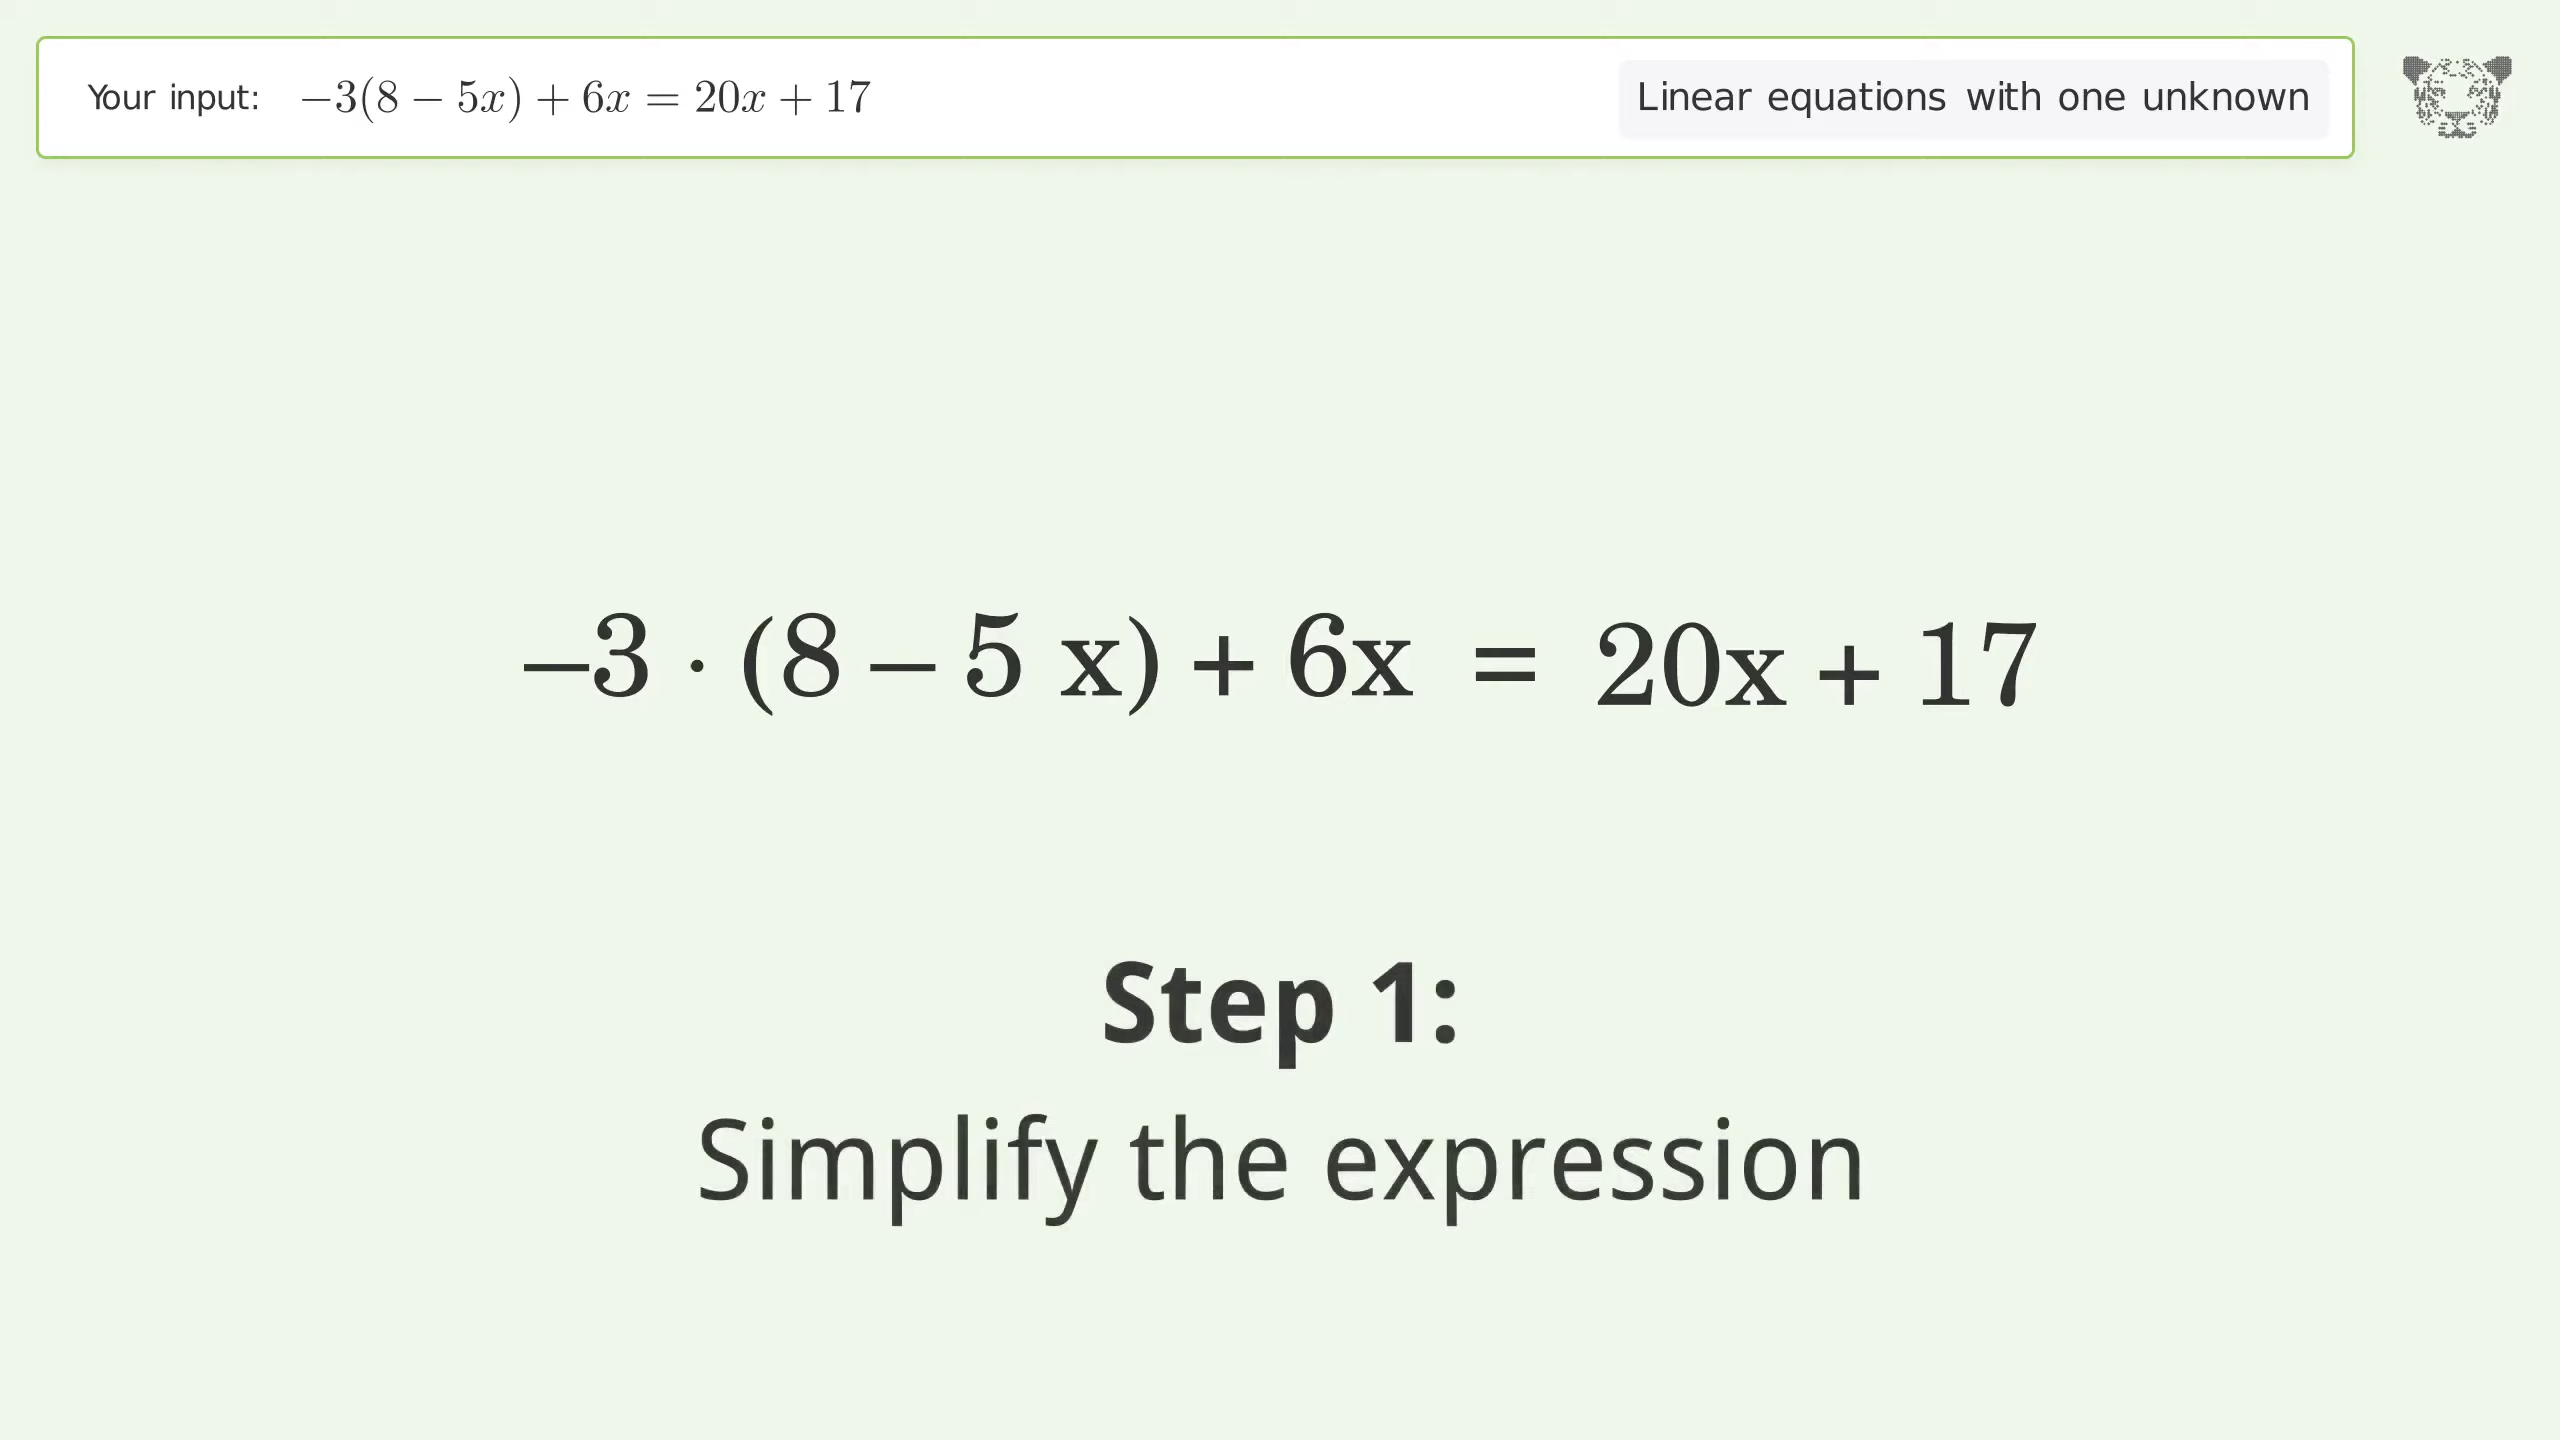 Your input: −3(8 − 5x) + 6x = 20x + 17
Linear equations with one unknown
−3 · (8 − 5 x) + 6x = 20x + 17
Step 1:
Simplify the expression